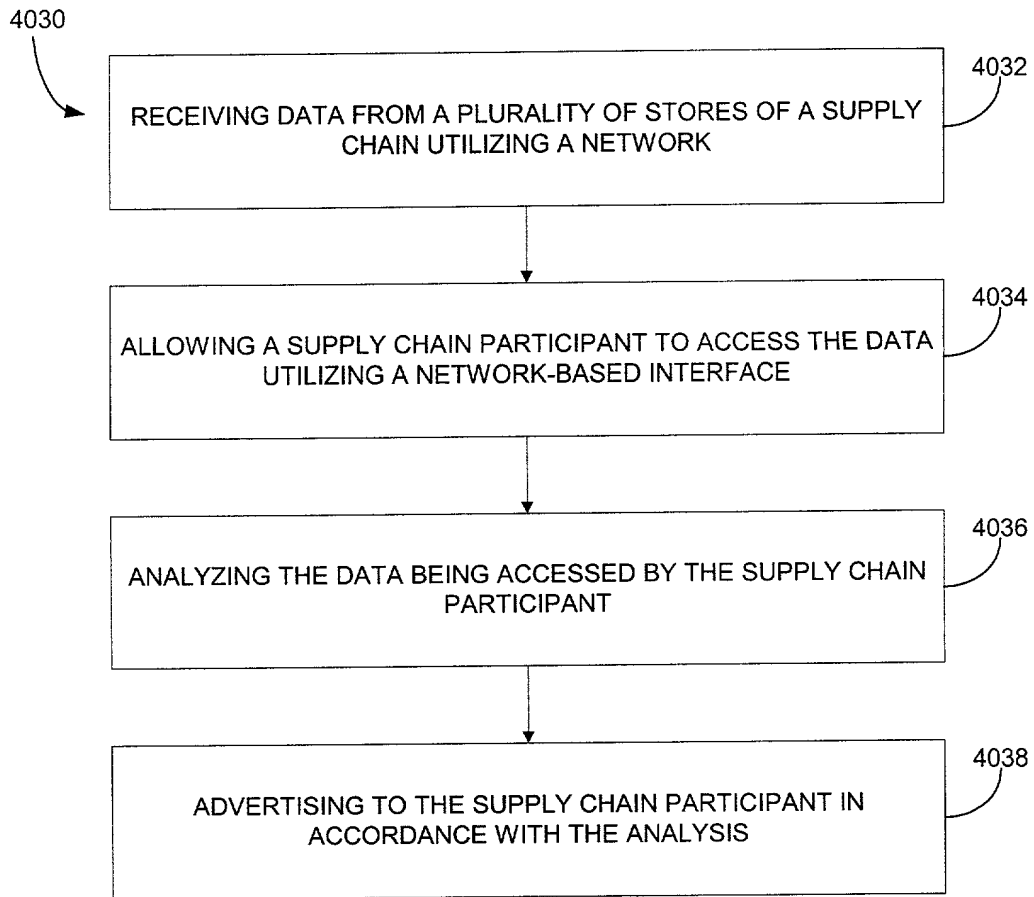 4030
4032
RECEIVING DATA FROM A PLURALITY OF STORES OF A SUPPLY
CHAIN UTILIZING A NETWORK
4034
ALLOWING A SUPPLY CHAIN PARTICIPANT TO ACCESS THE DATA
UTILIZING A NETWORK-BASED INTERFACE
4036
ANALYZING THE DATA BEING ACCESSED BY THE SUPPLY CHAIN
PARTICIPANT
4038
ADVERTISING TO THE SUPPLY CHAIN PARTICIPANT IN
ACCORDANCE WITH THE ANALYSIS